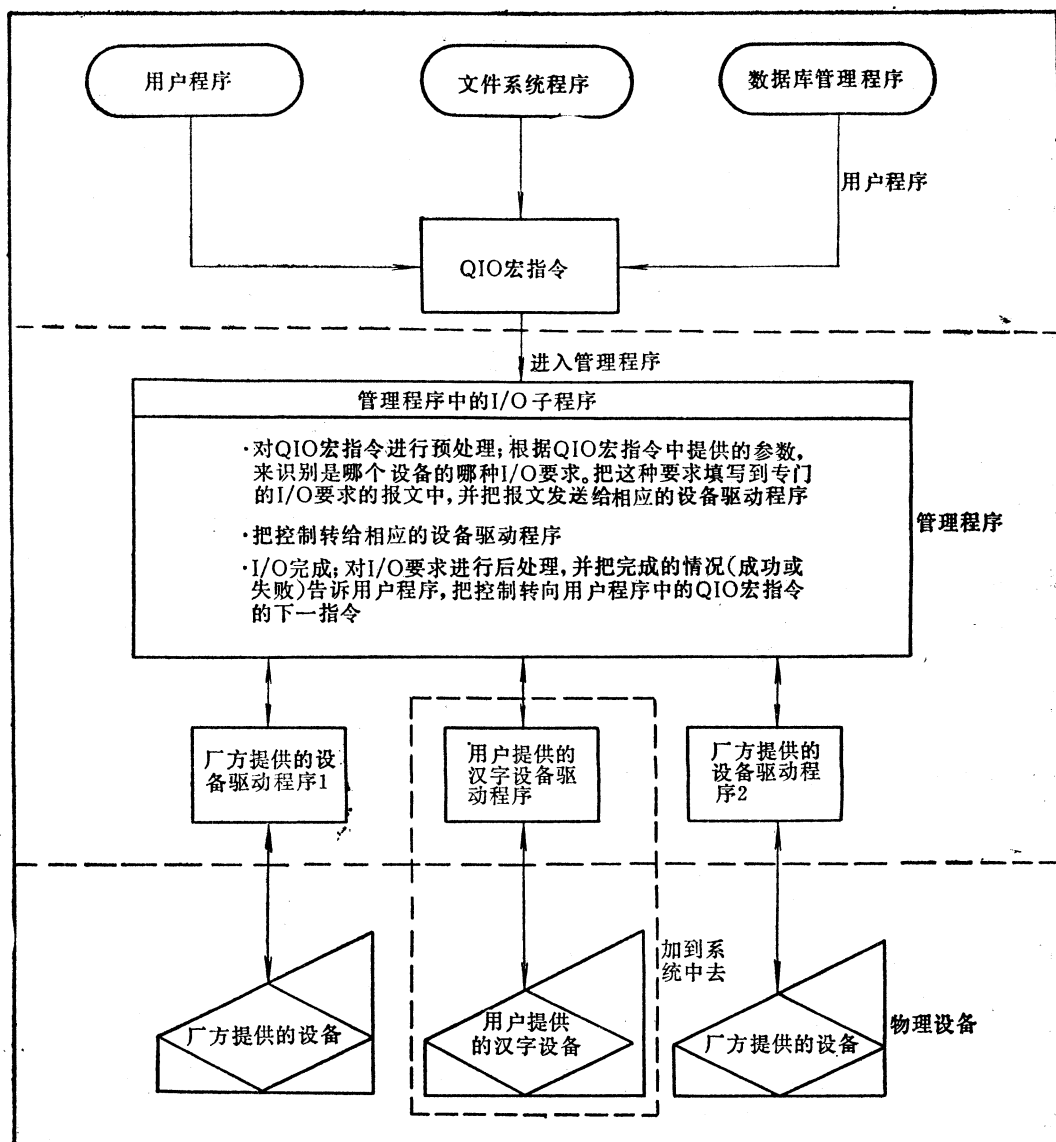 用户程序
文件系统程序
数据库管理程序
用户程序
QIO宏指令
进入管理程序
管理程序中的I/O子程序
·对QIO宏指令进行预处理;根据QIO宏指令中提供的参数,
来识别是哪个设备的哪种I/O要求。把这种要求填写到专门
的I/O要求的报文中,并把报文发送给相应的设备驱动程序
·把控制转给相应的设备驱动程序
·I/O完成;对I/O要求进行后处理,并把完成的情况(成功或
失败)告诉用户程序,把控制转向用户程序中的QIO宏指令
的下一指令
管理程序
厂方提供的设
备驱动程序1
用户提供的
汉字设备驱
动程序
厂方提供的
设备驱动程
序2
加到系
统中去
厂方提供的设备
用户提供
的汉字设备
厂方提供的设备
物理设备